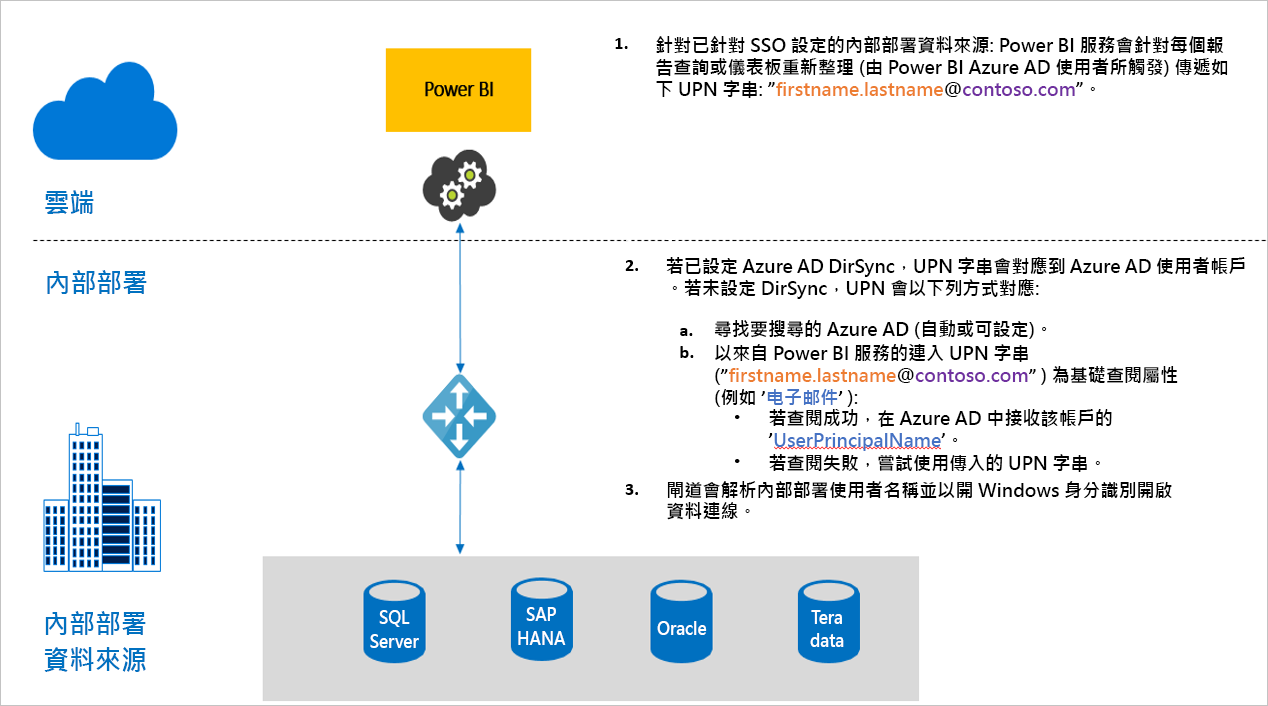 Power BI
雲端
1. 針對已針對 SSO 設定的內部部署資料來源: Power BI 服務會針對每個報
告查詢或儀表板重新整理 (由 Power BI Azure AD 使用者所觸發) 傳遞如
下 UPN 字串: ”firstname.lastname@contoso.com”。
內部部署
2. 若已設定 Azure AD DirSync，UPN 字串會對應到 Azure AD 使用者帳戶
。若未設定 DirSync，UPN 會以下列方式對應:
a. 尋找要搜尋的 Azure AD (自動或可設定)。
b. 以來自 Power BI 服務的連入 UPN 字串
(”firstname.lastname@contoso.com” ) 為基礎查閱屬性
(例如 ’电子邮件’ ):
• 若查閱成功，在 Azure AD 中接收該帳戶的
’UserPrincipalName’。
• 若查閱失敗，嘗試使用傳入的 UPN 字串。
3. 閘道會解析內部部署使用者名稱並以開 Windows 身分識別開啟
資料連線。
內部部署
資料來源
SQL
Server
SAP
HANA
Oracle
Tera
data